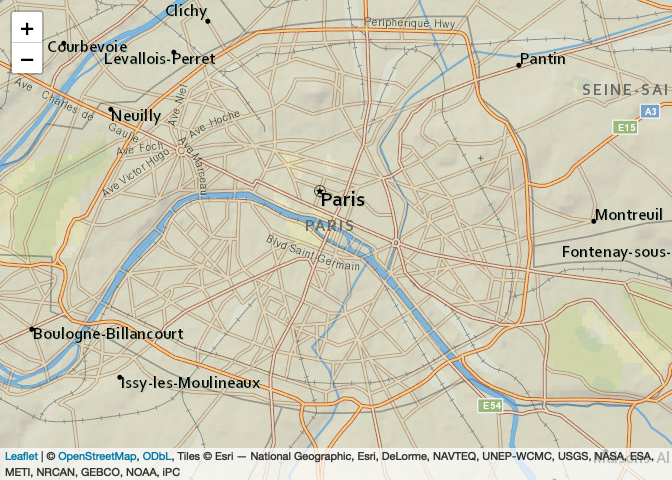 Clichy
Peripherique Hwy
+
−
Courbevoie
Levallois-Perret
Pantin
SEINE-SAI
A3
E15
Ave Charles de Gaulle
Neuilly
Ave Niel
Ave Hoche
Ave Foch
Ave Marceau
Ave Victor Hugo
Paris
PARIS
Montreuil
Blvd Saint-Germain
Fontenay-sous-
Boulogne-Billancourt
Issy-les-Moulineaux
E54
Maisons-Al
Leaflet | © OpenStreetMap, ODbL, Tiles © Esri — National Geographic, Esri, DeLorme, NAVTEQ, UNEP-WCMC, USGS, NASA, ESA,
METI, NRCAN, GEBCO, NOAA, iPC